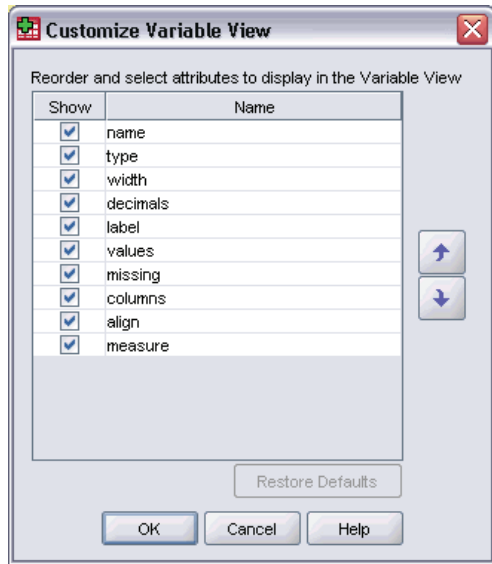 Customize Variable View
Reorder and select attributes to display in the Variable View
Show Name
name
type
width
decimals
label
values
missing
columns
align
measure
Restore Defaults
OK Cancel Help